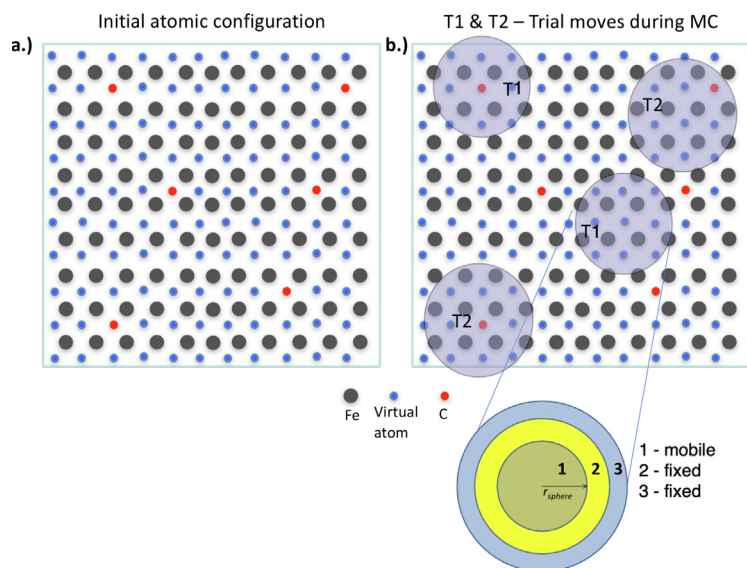 Initial atomic configuration
T1 & T2 – Trial moves during MC
a.)
b.)
T1
T2
T1
T2
Fe
Virtual atom
C
1
2
3
r_sphere
1 - mobile
2 - fixed
3 - fixed